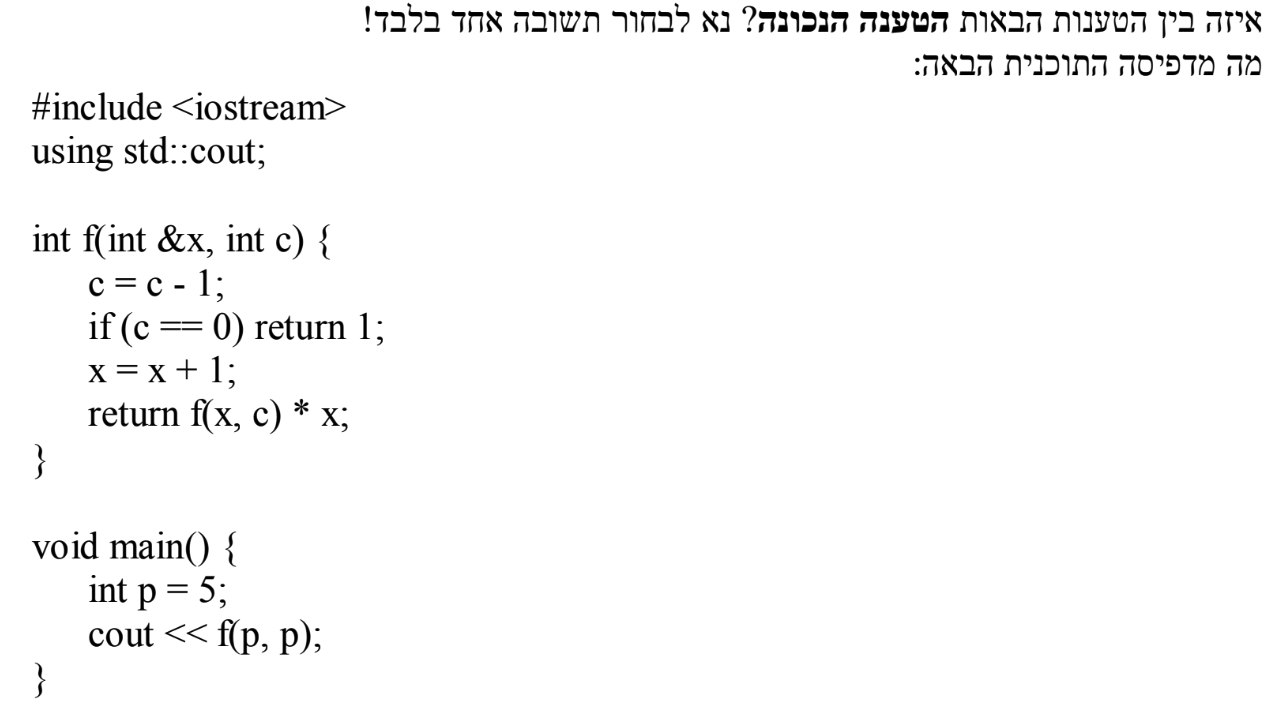 איזה בין הטענות הבאות הטענה הנכונה? נא לבחור תשובה אחד בלבד!
מה מדפיסה התוכנית הבאה:
#include <iostream>
using std::cout;
int f(int &x, int c) {
c = c - 1;
if (c == 0) return 1;
x = x + 1;
return f(x, c) * x;
}
void main() {
int p = 5;
cout << f(p, p);
}